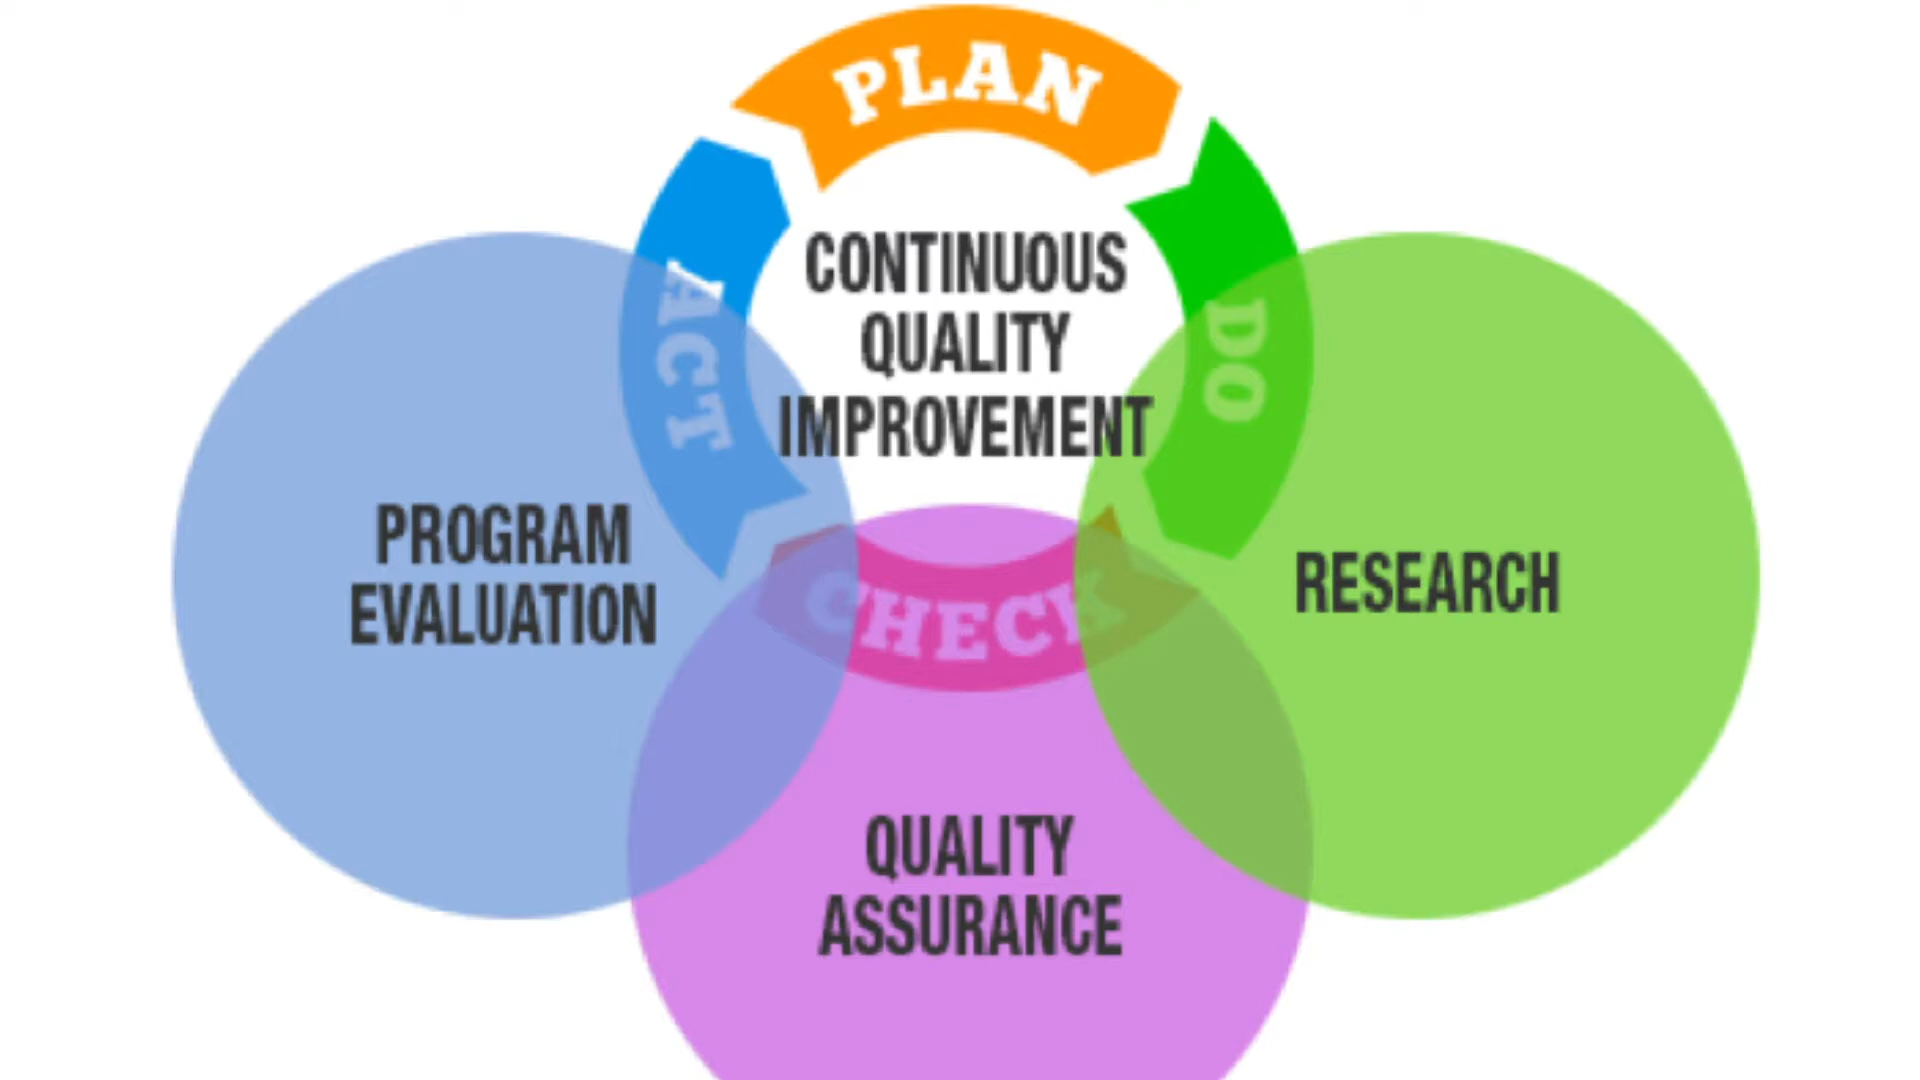 PLAN
ACT
CONTINUOUS
QUALITY
IMPROVEMENT
DO
PROGRAM
EVALUATION
CHECK
RESEARCH
QUALITY
ASSURANCE